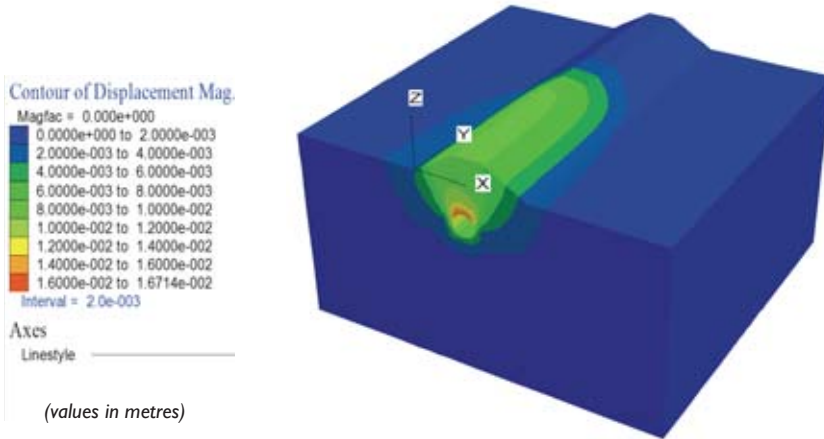 Contour of Displacement Mag.
Magfac = 0.000e+000
0.0000e+000 to 2.0000e-003
2.0000e-003 to 4.0000e-003
4.0000e-003 to 6.0000e-003
6.0000e-003 to 8.0000e-003
8.0000e-003 to 1.0000e-002
1.0000e-002 to 1.2000e-002
1.2000e-002 to 1.4000e-002
1.4000e-002 to 1.6000e-002
1.6000e-002 to 1.6714e-002
Interval = 2.0e-003
Axes
Linestyle
(values in metres)
Z
Y
X